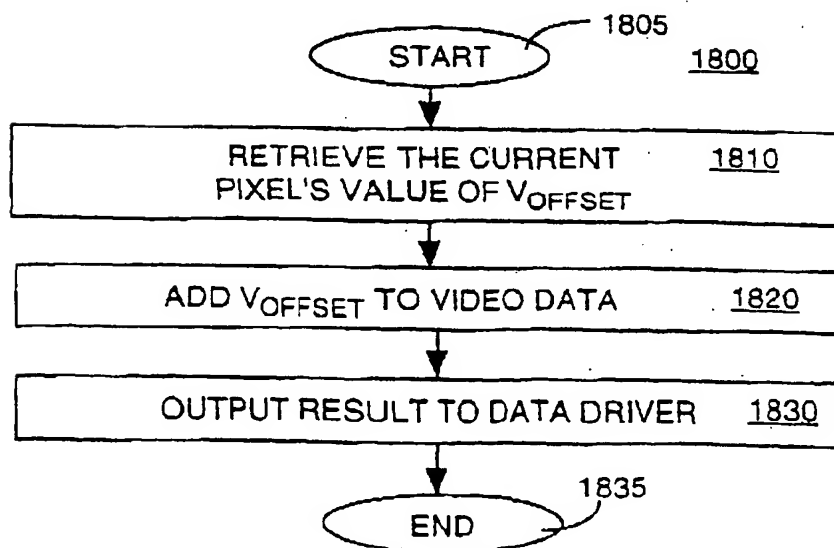 1805
START
1800
RETRIEVE THE CURRENT 1810
PIXEL'S VALUE OF VOFFSET
ADD VOFFSET TO VIDEO DATA 1820
OUTPUT RESULT TO DATA DRIVER 1830
1835
END